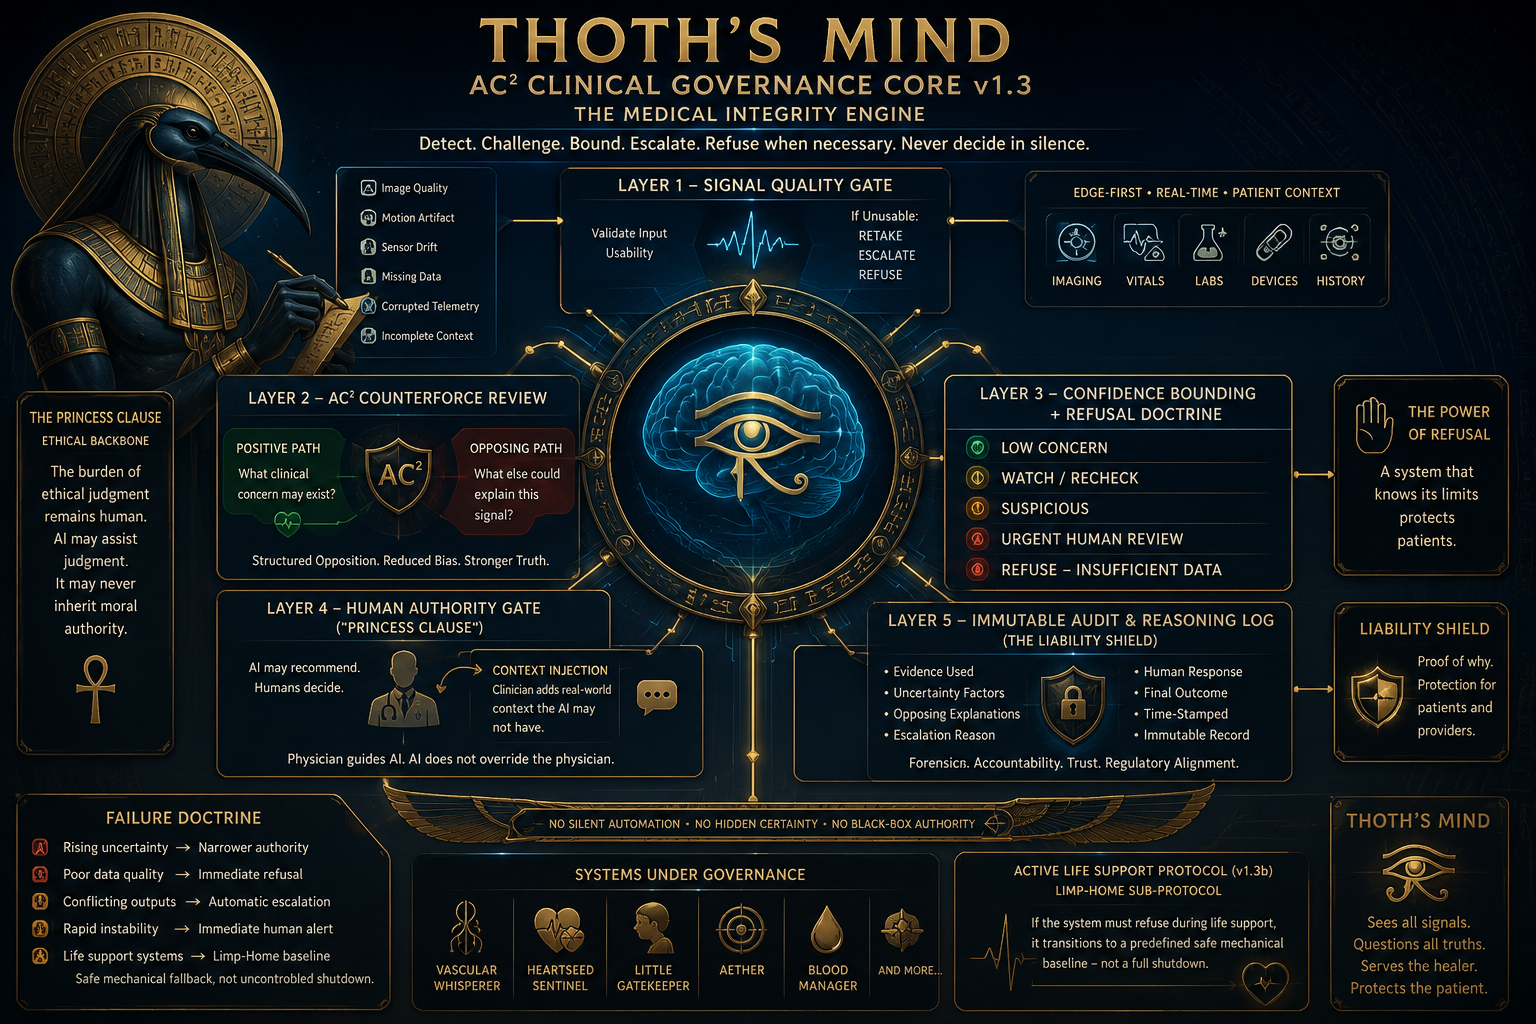 THOTH'S MIND
AC² CLINICAL GOVERNANCE CORE v1.3
THE MEDICAL INTEGRITY ENGINE
Detect. Challenge. Bound. Escalate. Refuse when necessary. Never decide in silence.
Image Quality
Motion Artifact
Sensor Drift
Missing Data
Corrupted Telemetry
Incomplete Context
LAYER 1 – SIGNAL QUALITY GATE
Validate Input
Usability
If Unusable:
RETAKE
ESCALATE
REFUSE
EDGE-FIRST • REAL-TIME • PATIENT CONTEXT
IMAGING
VITALS
LABS
DEVICES
HISTORY
THE PRINCESS CLAUSE
ETHICAL BACKBONE
The burden of
ethical judgment
remains human.
AI may assist
judgment.
It may never
inherit moral
authority.
LAYER 2 – AC² COUNTERFORCE REVIEW
POSITIVE PATH
What clinical
concern may exist?
AC²
OPPOSING PATH
What else could
explain this
signal?
Structured Opposition. Reduced Bias. Stronger Truth.
LAYER 3 – CONFIDENCE BOUNDING
+ REFUSAL DOCTRINE
LOW CONCERN
WATCH / RECHECK
SUSPICIOUS
URGENT HUMAN REVIEW
REFUSE – INSUFFICIENT DATA
THE POWER
OF REFUSAL
A system that
knows its limits
protects
patients.
LAYER 4 – HUMAN AUTHORITY GATE
("PRINCESS CLAUSE")
AI may recommend.
Humans decide.
CONTEXT INJECTION
Clinician adds real-world
context the AI may
not have.
Physician guides AI. AI does not override the physician.
LAYER 5 – IMMUTABLE AUDIT & REASONING LOG
(THE LIABILITY SHIELD)
• Evidence Used
• Uncertainty Factors
• Opposing Explanations
• Escalation Reason
• Human Response
• Final Outcome
• Time-Stamped
• Immutable Record
Forensics. Accountability. Trust. Regulatory Alignment.
LIABILITY SHIELD
Proof of why.
Protection for
patients and
providers.
NO SILENT AUTOMATION • NO HIDDEN CERTAINTY • NO BLACK-BOX AUTHORITY
FAILURE DOCTRINE
Rising uncertainty → Narrower authority
Poor data quality → Immediate refusal
Conflicting outputs → Automatic escalation
Rapid instability → Immediate human alert
Life support systems → Limp-Home baseline
Safe mechanical fallback, not uncontrobled shutdown.
SYSTEMS UNDER GOVERNANCE
VASCULAR
WHISPERER
HEARTSEED
SENTINEL
LITTLE
GATEKEEPER
AETHER
BLOOD
MANAGER
AND MORE...
ACTIVE LIFE SUPPORT PROTOCOL (v1.3b)
LIMP-HOME SUB-PROTOCOL
If the system must refuse during life support,
it transitions to a predefined safe mechanical
baseline – not a full shutdown.
THOTH'S MIND
Sees all signals.
Questions all truths.
Serves the healer.
Protects the patient.